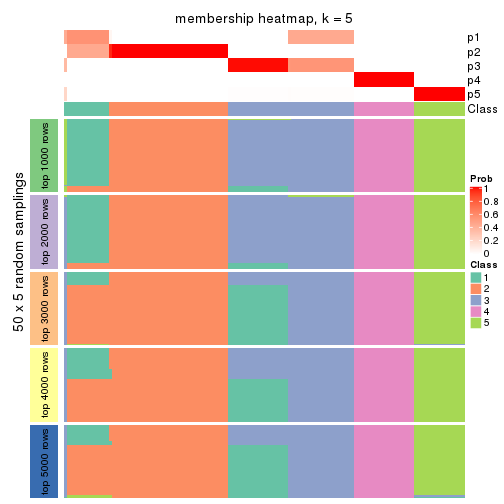 membership heatmap, k = 5
p1
p2
p3
p4
p5
Class
50 x 5 random samplings
top 1000 rows
top 2000 rows
top 3000 rows
top 4000 rows
top 5000 rows
Prob
1
0.8
0.6
0.4
0.2
0
Class
1
2
3
4
5